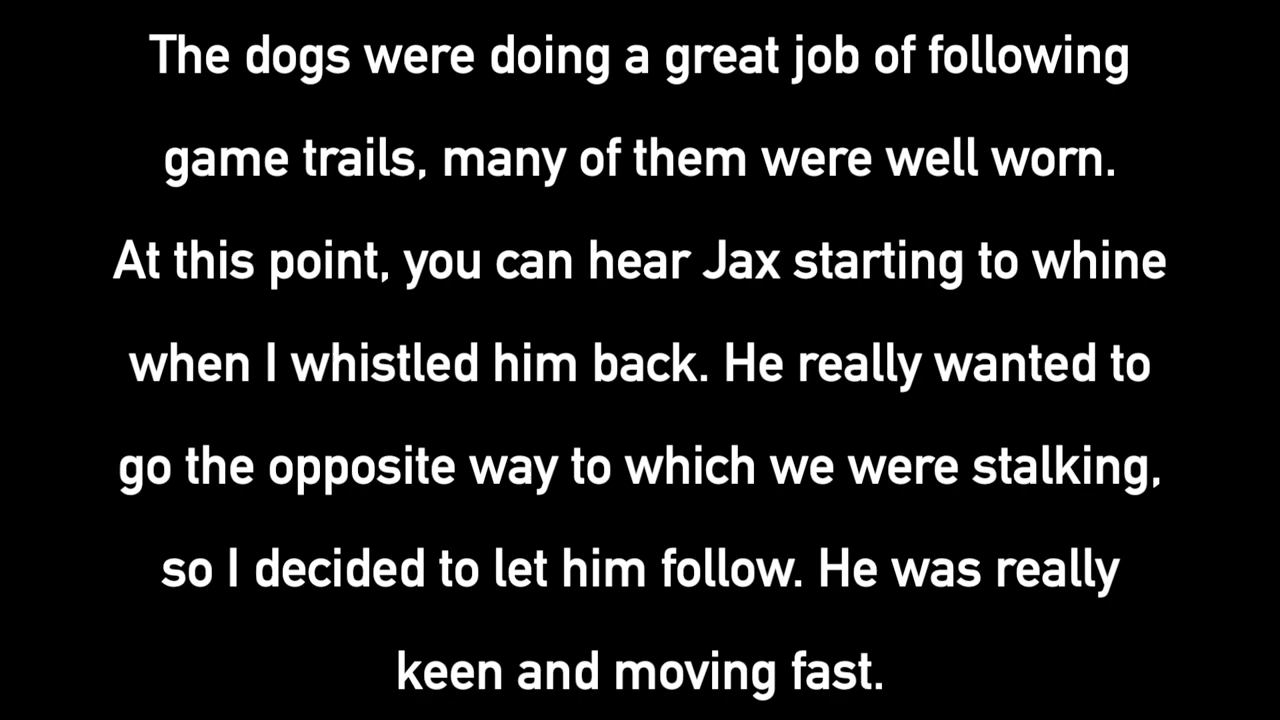 The dogs were doing a great job of following
game trails, many of them were well worn.
At this point, you can hear Jax starting to whine
when I whistled him back. He really wanted to
go the opposite way to which we were stalking,
so I decided to let him follow. He was really
keen and moving fast.